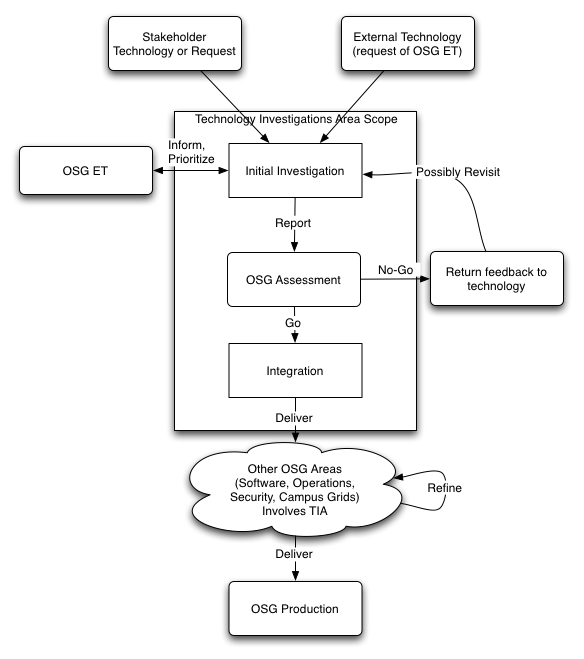 Stakeholder
Technology or Request
External Technology
(request of OSG ET)
Technology Investigations Area Scope
Inform,
Prioritize
OSG ET
Initial Investigation
Possibly Revisit
Report
OSG Assessment
No-Go
Return feedback to
technology
Go
Integration
Deliver
Other OSG Areas
(Software, Operations,
Security, Campus Grids)
Involves TIA
Refine
Deliver
OSG Production